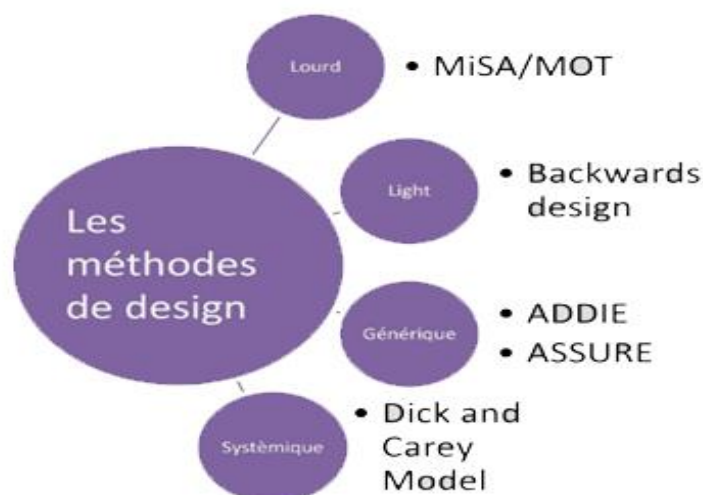 Lourd
• MiSA/MOT
Light
• Backwards
design
Les
méthodes
de design
Générique
• ADDIE
• ASSURE
Systèmique
• Dick and
Carey
Model